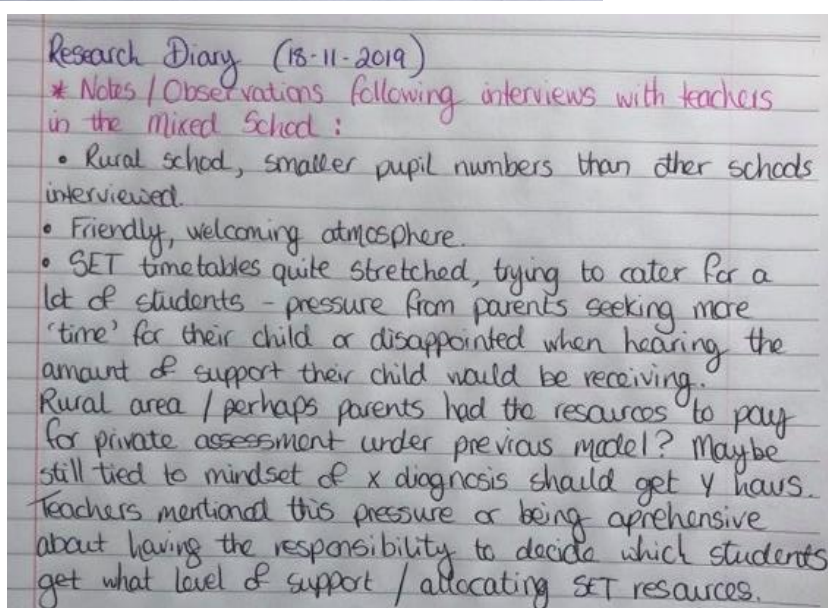 Research Diary (18-11-2019)
* Notes / Observations following interviews with teachers
in the Mixed School :
• Rural school, smaller pupil numbers than other schools
interviewed.
• Friendly, welcoming atmosphere.
• SET timetables quite stretched, trying to cater for a
lot of students - pressure from parents seeking more
'time' for their child or disappointed when hearing the
amount of support their child would be receiving.
Rural area / perhaps parents had the resources to pay
for private assessment under previous model? Maybe
still tied to mindset of x diagnosis should get y hours.
Teachers mentioned this pressure or being aprehensive
about having the responsibility to decide which students
get what level of support / allocating SET resources.